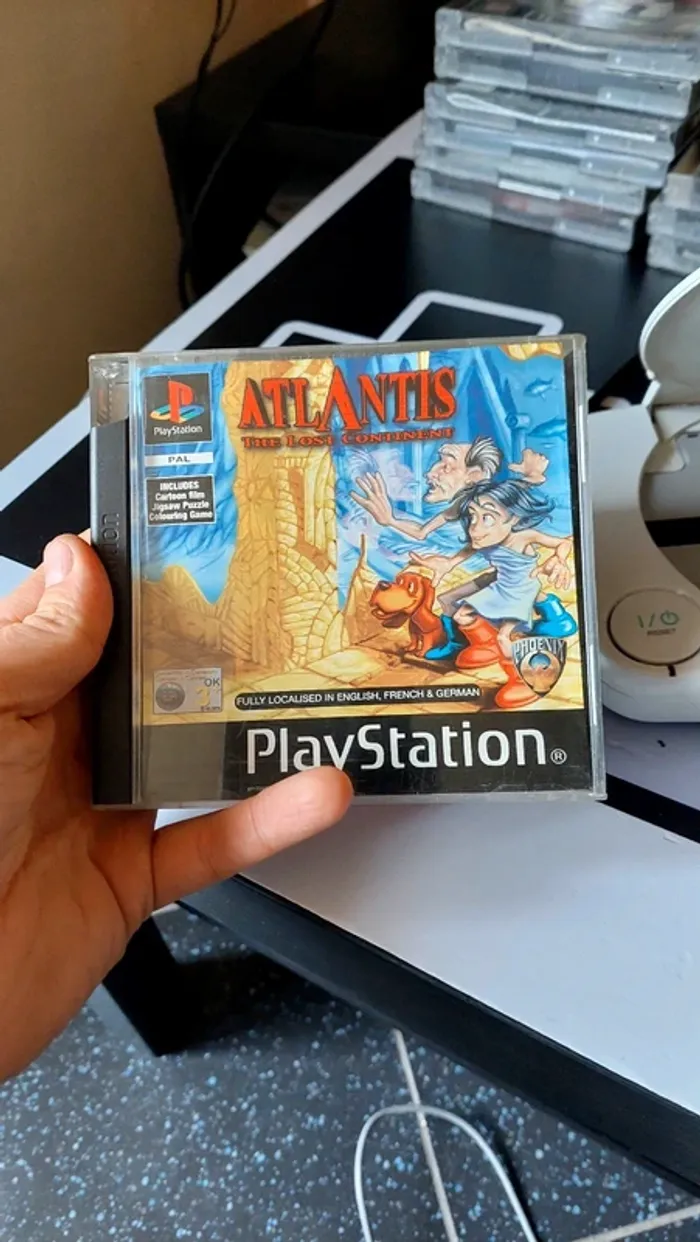 PlayStation
PAL
INCLUDES
Cartoon film
Jigsaw Puzzle
Colouring Game
ATLANTIS
THE LOST CONTINENT
PHOENIX
OK
FULLY LOCALISED IN ENGLISH, FRENCH & GERMAN
PlayStation®
RESET